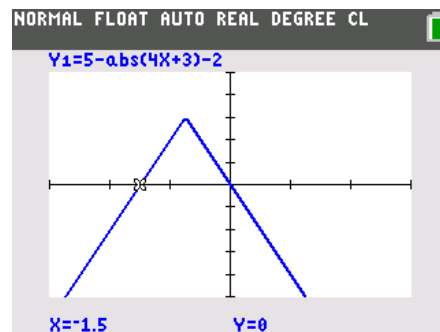 NORMAL FLOAT AUTO REAL DEGREE CL
Y1=5-abs(4X+3)-2
X=-1.5 Y=0